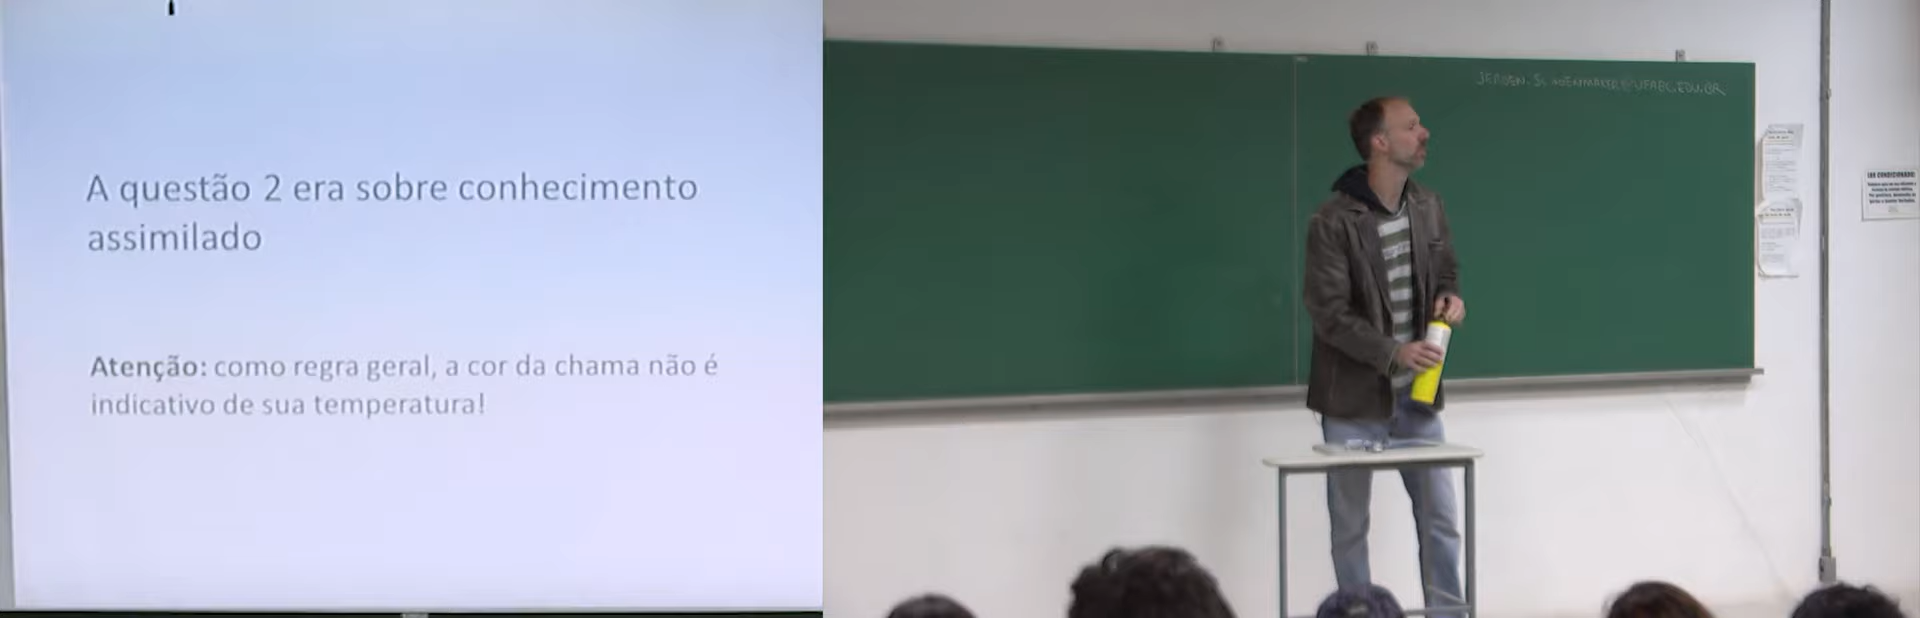 A questão 2 era sobre conhecimento
assimilado
Atenção: como regra geral, a cor da chama não é
indicativo de sua temperatura!